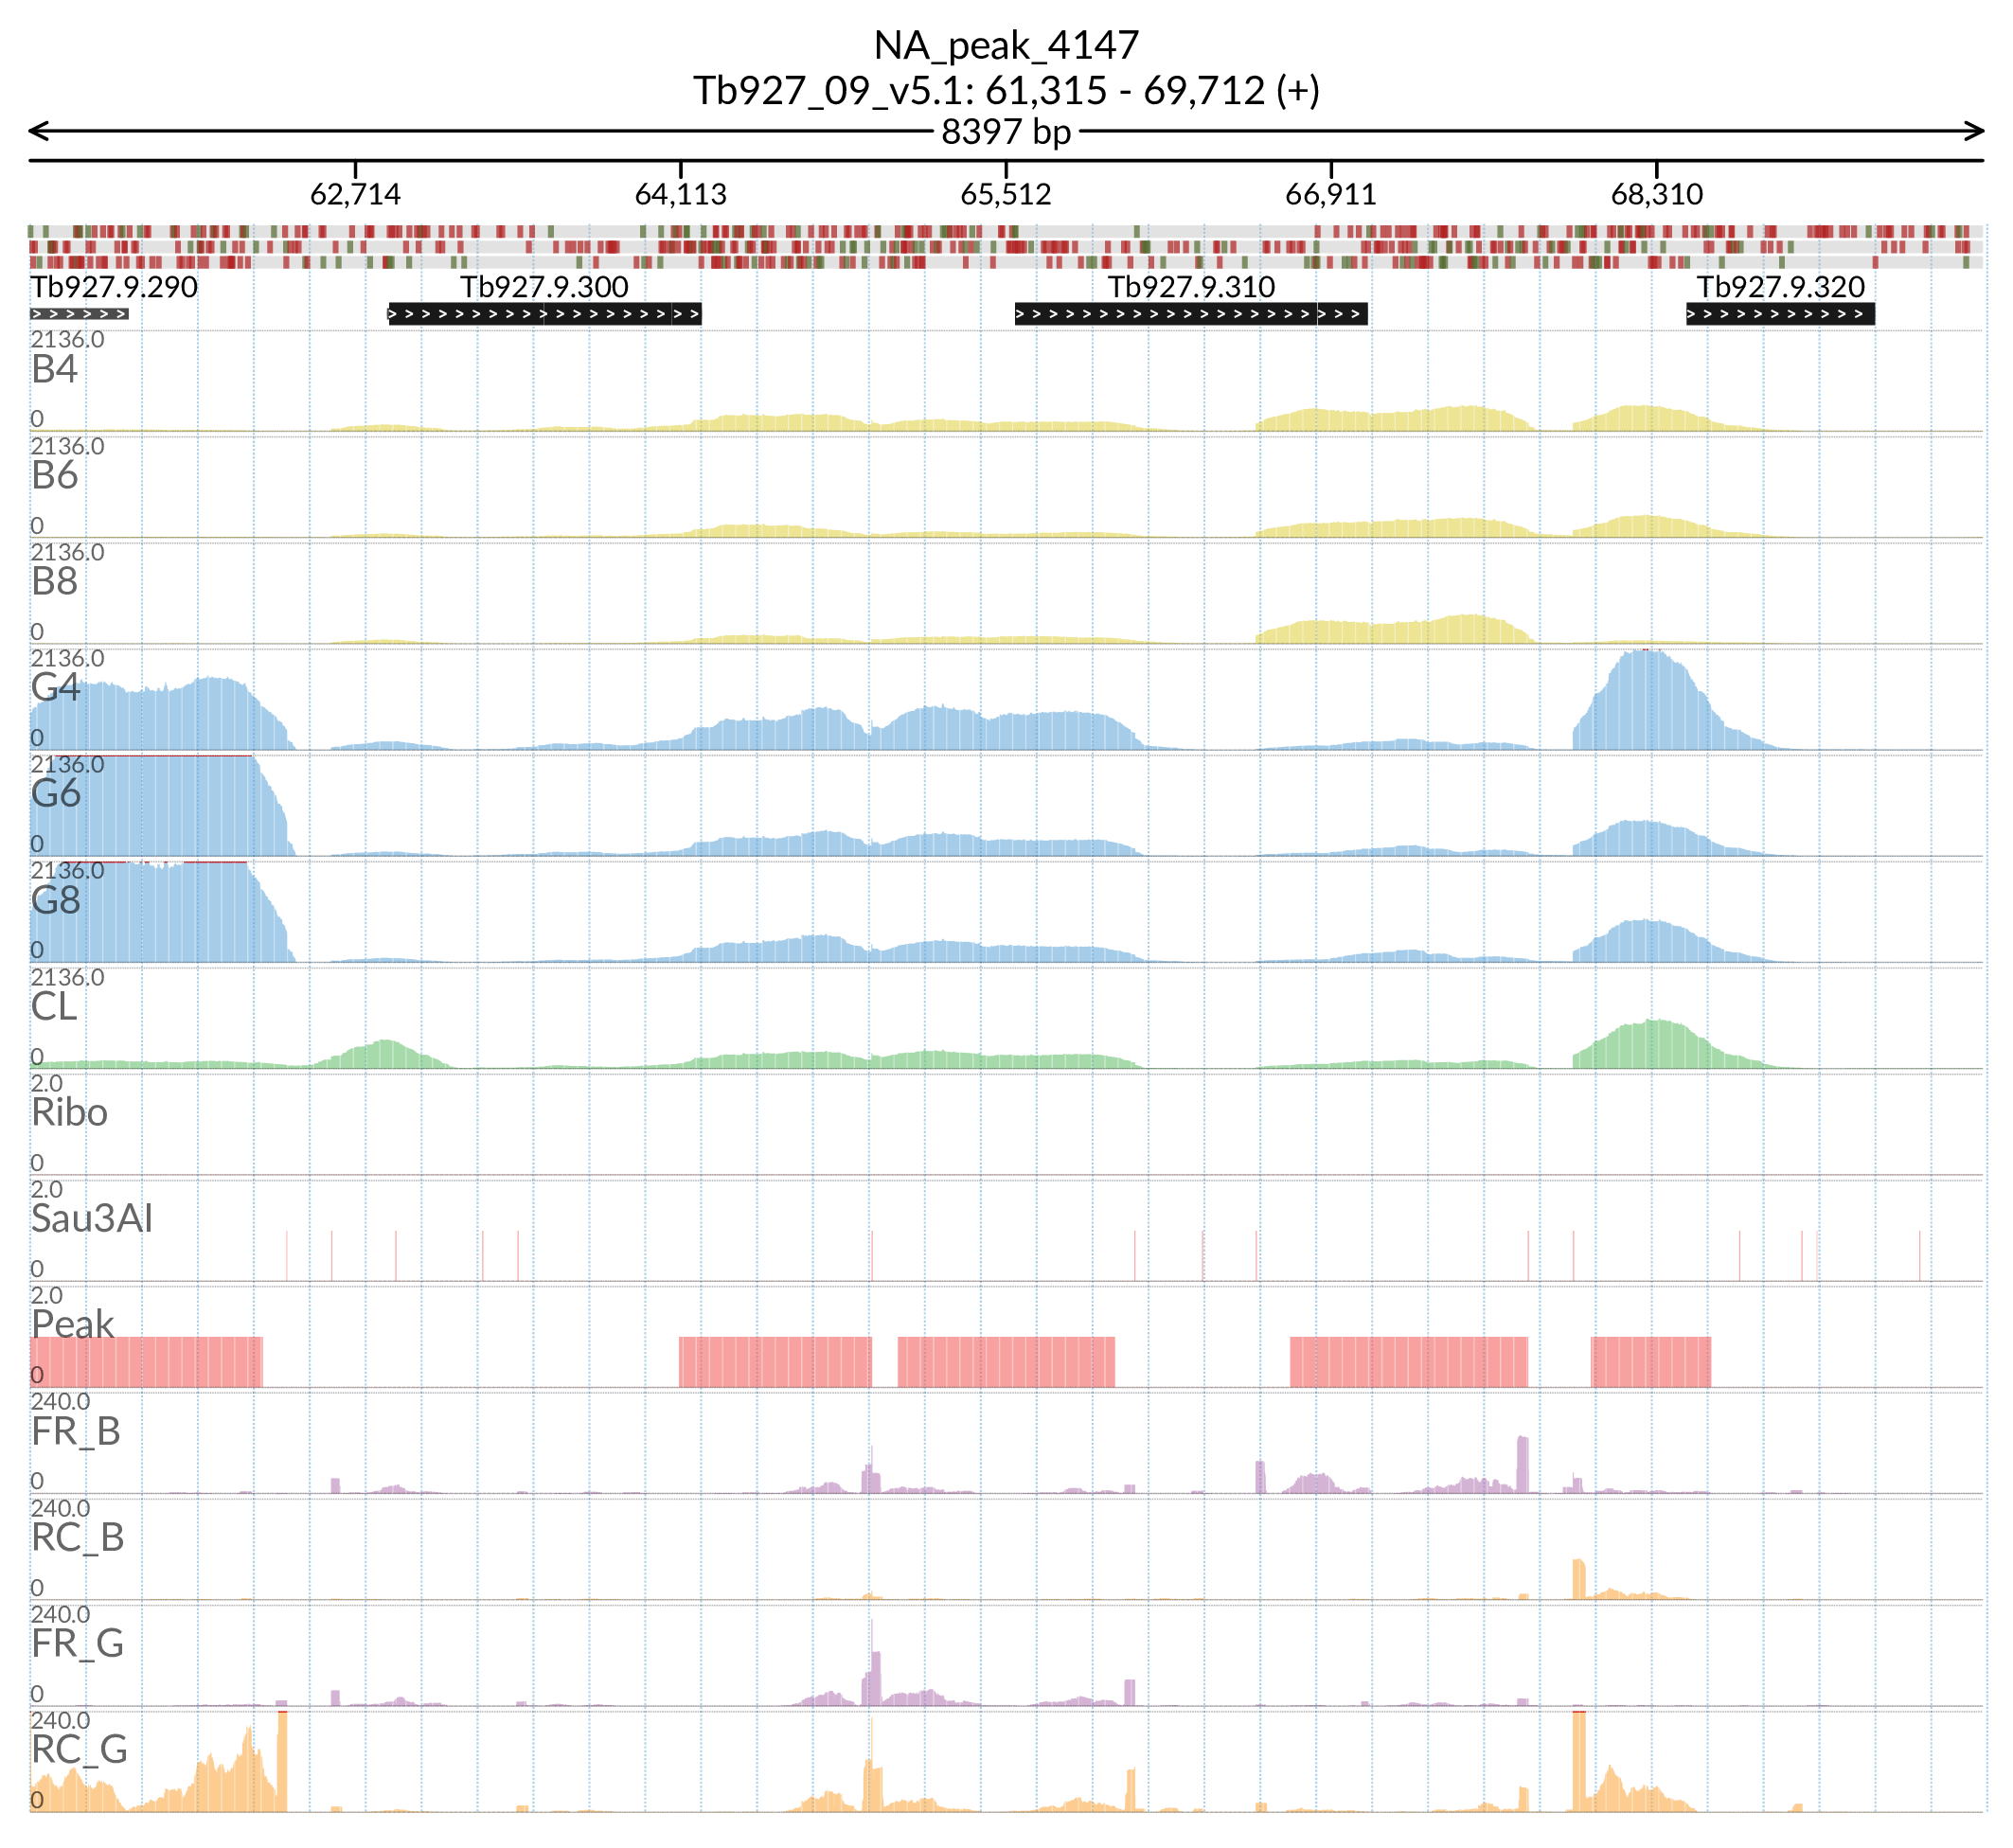 NA_peak_4147
Tb927_09_v5.1: 61,315 - 69,712 (+)
8397 bp
62,714 64,113 65,512 66,911 68,310
Tb927.9.290 Tb927.9.300 Tb927.9.310 Tb927.9.320
2136.0
B4
0
2136.0
B6
0
2136.0
B8
0
2136.0
G4
0
2136.0
G6
0
2136.0
G8
0
2136.0
CL
0
2.0
Ribo
0
2.0
Sau3AI
0
2.0
Peak
0
240.0
FR_B
0
240.0
RC_B
0
240.0
FR_G
0
240.0
RC_G
0